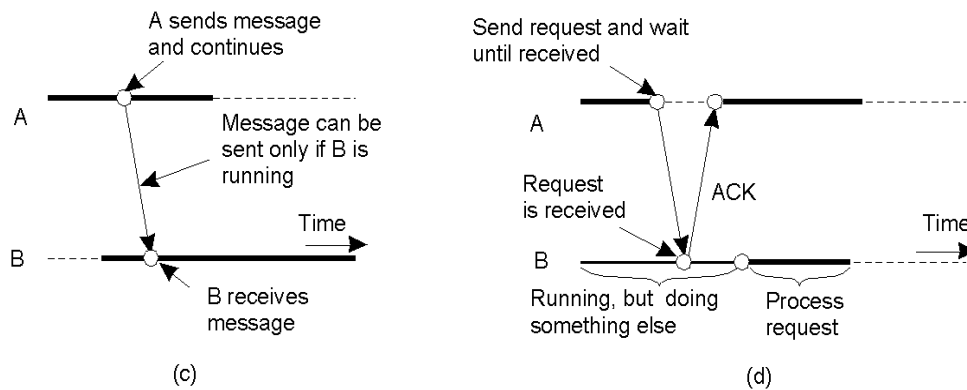 A sends message
and continues
A
Message can be
sent only if B is
running
Time
B
B receives
message
(c)
Send request and wait
until received
A
Request
is received
ACK
Time
B
Running, but doing
something else
Process
request
(d)